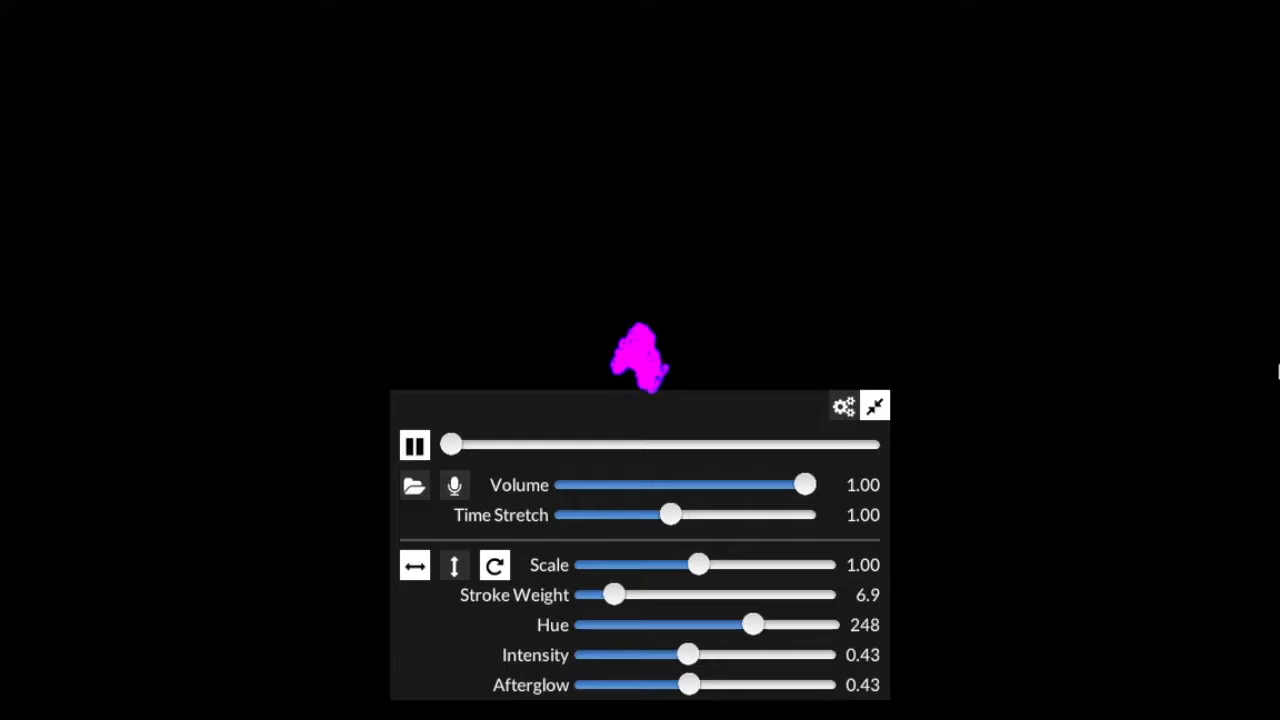 Volume 1.00
Time Stretch 1.00
Scale 1.00
Stroke Weight 6.9
Hue 248
Intensity 0.43
Afterglow 0.43